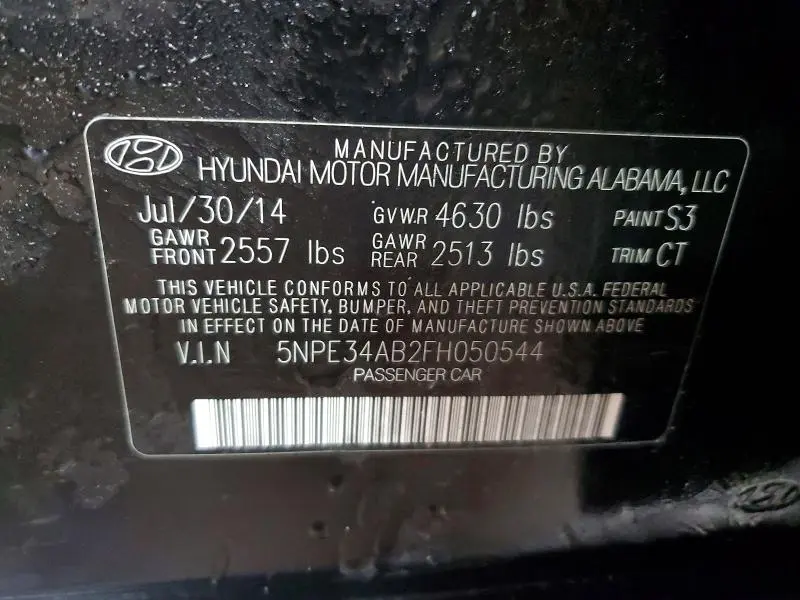 MANUFACTURED BY
HYUNDAI MOTOR MANUFACTURING ALABAMA, LLC
Jul/30/14 GVWR 4630 lbs PAINT S3
GAWR FRONT 2557 lbs GAWR REAR 2513 lbs TRIM CT
THIS VEHICLE CONFORMS TO ALL APPLICABLE U.S.A. FEDERAL
MOTOR VEHICLE SAFETY, BUMPER, AND THEFT PREVENTION STANDARDS
IN EFFECT ON THE DATE OF MANUFACTURE SHOWN ABOVE
V.I.N 5NPE34AB2FH050544
PASSENGER CAR